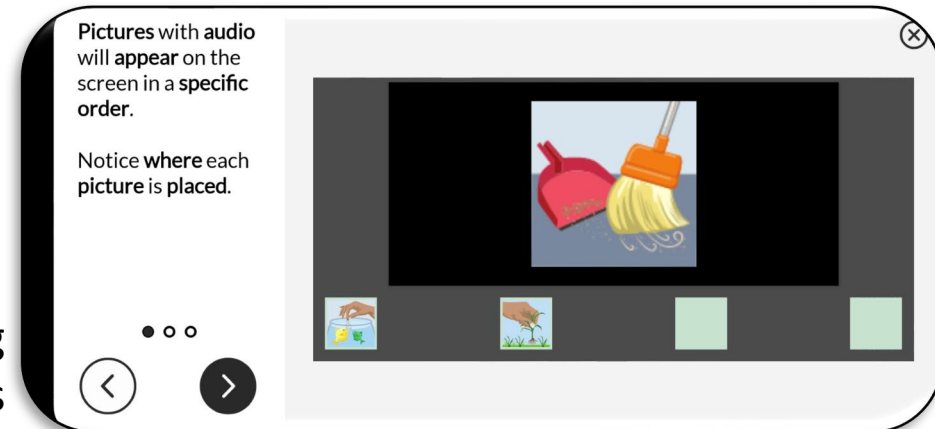 Pictures with audio
will appear on the
screen in a specific
order.
Notice where each
picture is placed.
g
s